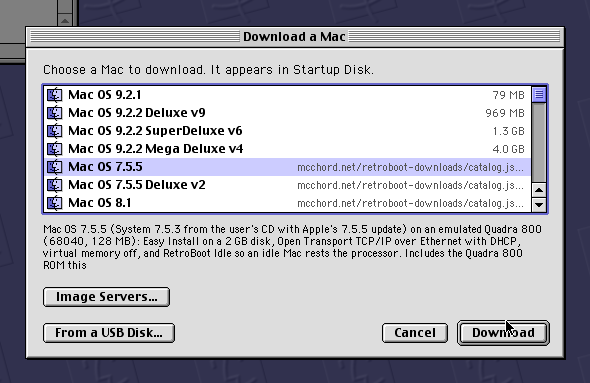 Download a Mac
Choose a Mac to download. It appears in Startup Disk.
Mac OS 9.2.1 79 MB
Mac OS 9.2.2 Deluxe v9 969 MB
Mac OS 9.2.2 SuperDeluxe v6 1.3 GB
Mac OS 9.2.2 Mega Deluxe v4 4.0 GB
Mac OS 7.5.5 mcchord.net/retroboot-downloads/catalog.js...
Mac OS 7.5.5 Deluxe v2 mcchord.net/retroboot-downloads/catalog.js...
Mac OS 8.1 mcchord.net/retroboot-downloads/catalog.js...
Mac OS 7.5.5 (System 7.5.3 from the user's CD with Apple's 7.5.5 update) on an emulated Quadra 800
(68040, 128 MB): Easy Install on a 2 GB disk, Open Transport TCP/IP over Ethernet with DHCP,
virtual memory off, and RetroBoot Idle so an idle Mac rests the processor. Includes the Quadra 800
ROM this
Image Servers...
From a USB Disk...
Cancel
Download